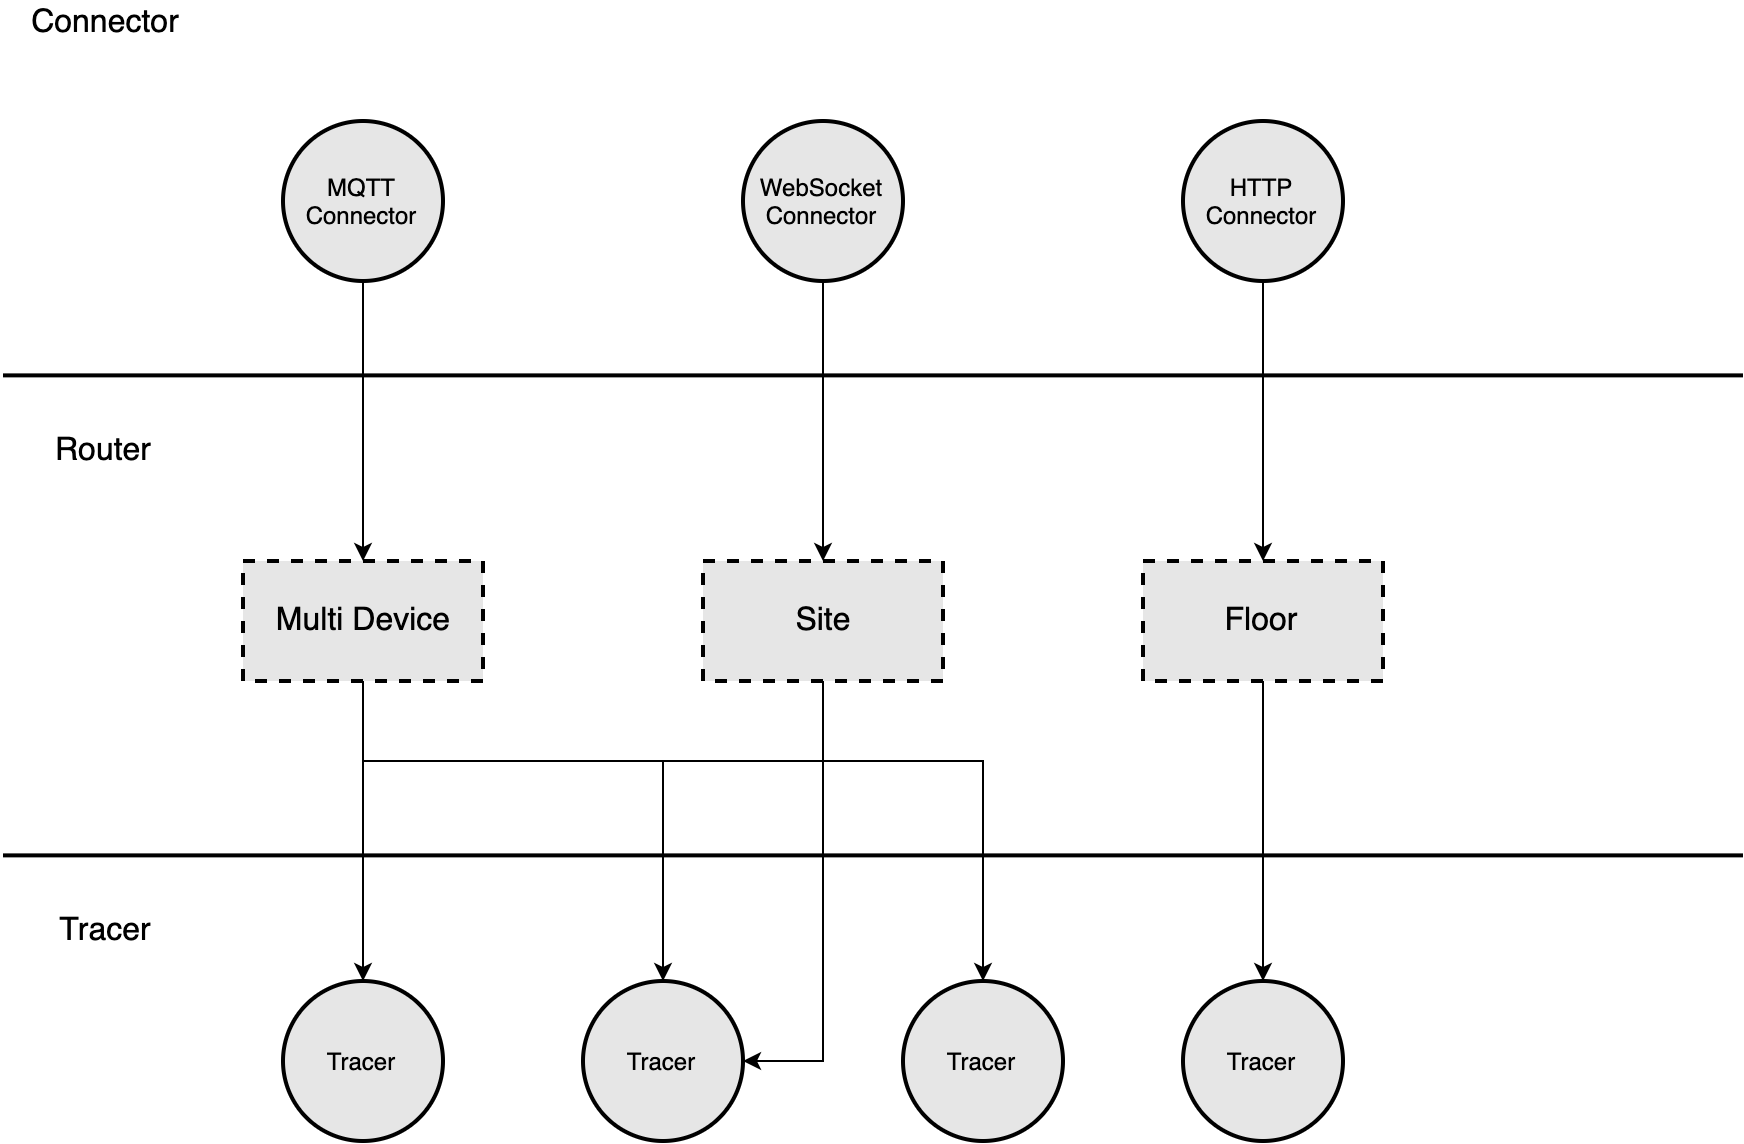 Connector
MQTT
Connector
WebSocket
Connector
HTTP
Connector
Router
Multi Device
Site
Floor
Tracer
Tracer
Tracer
Tracer
Tracer